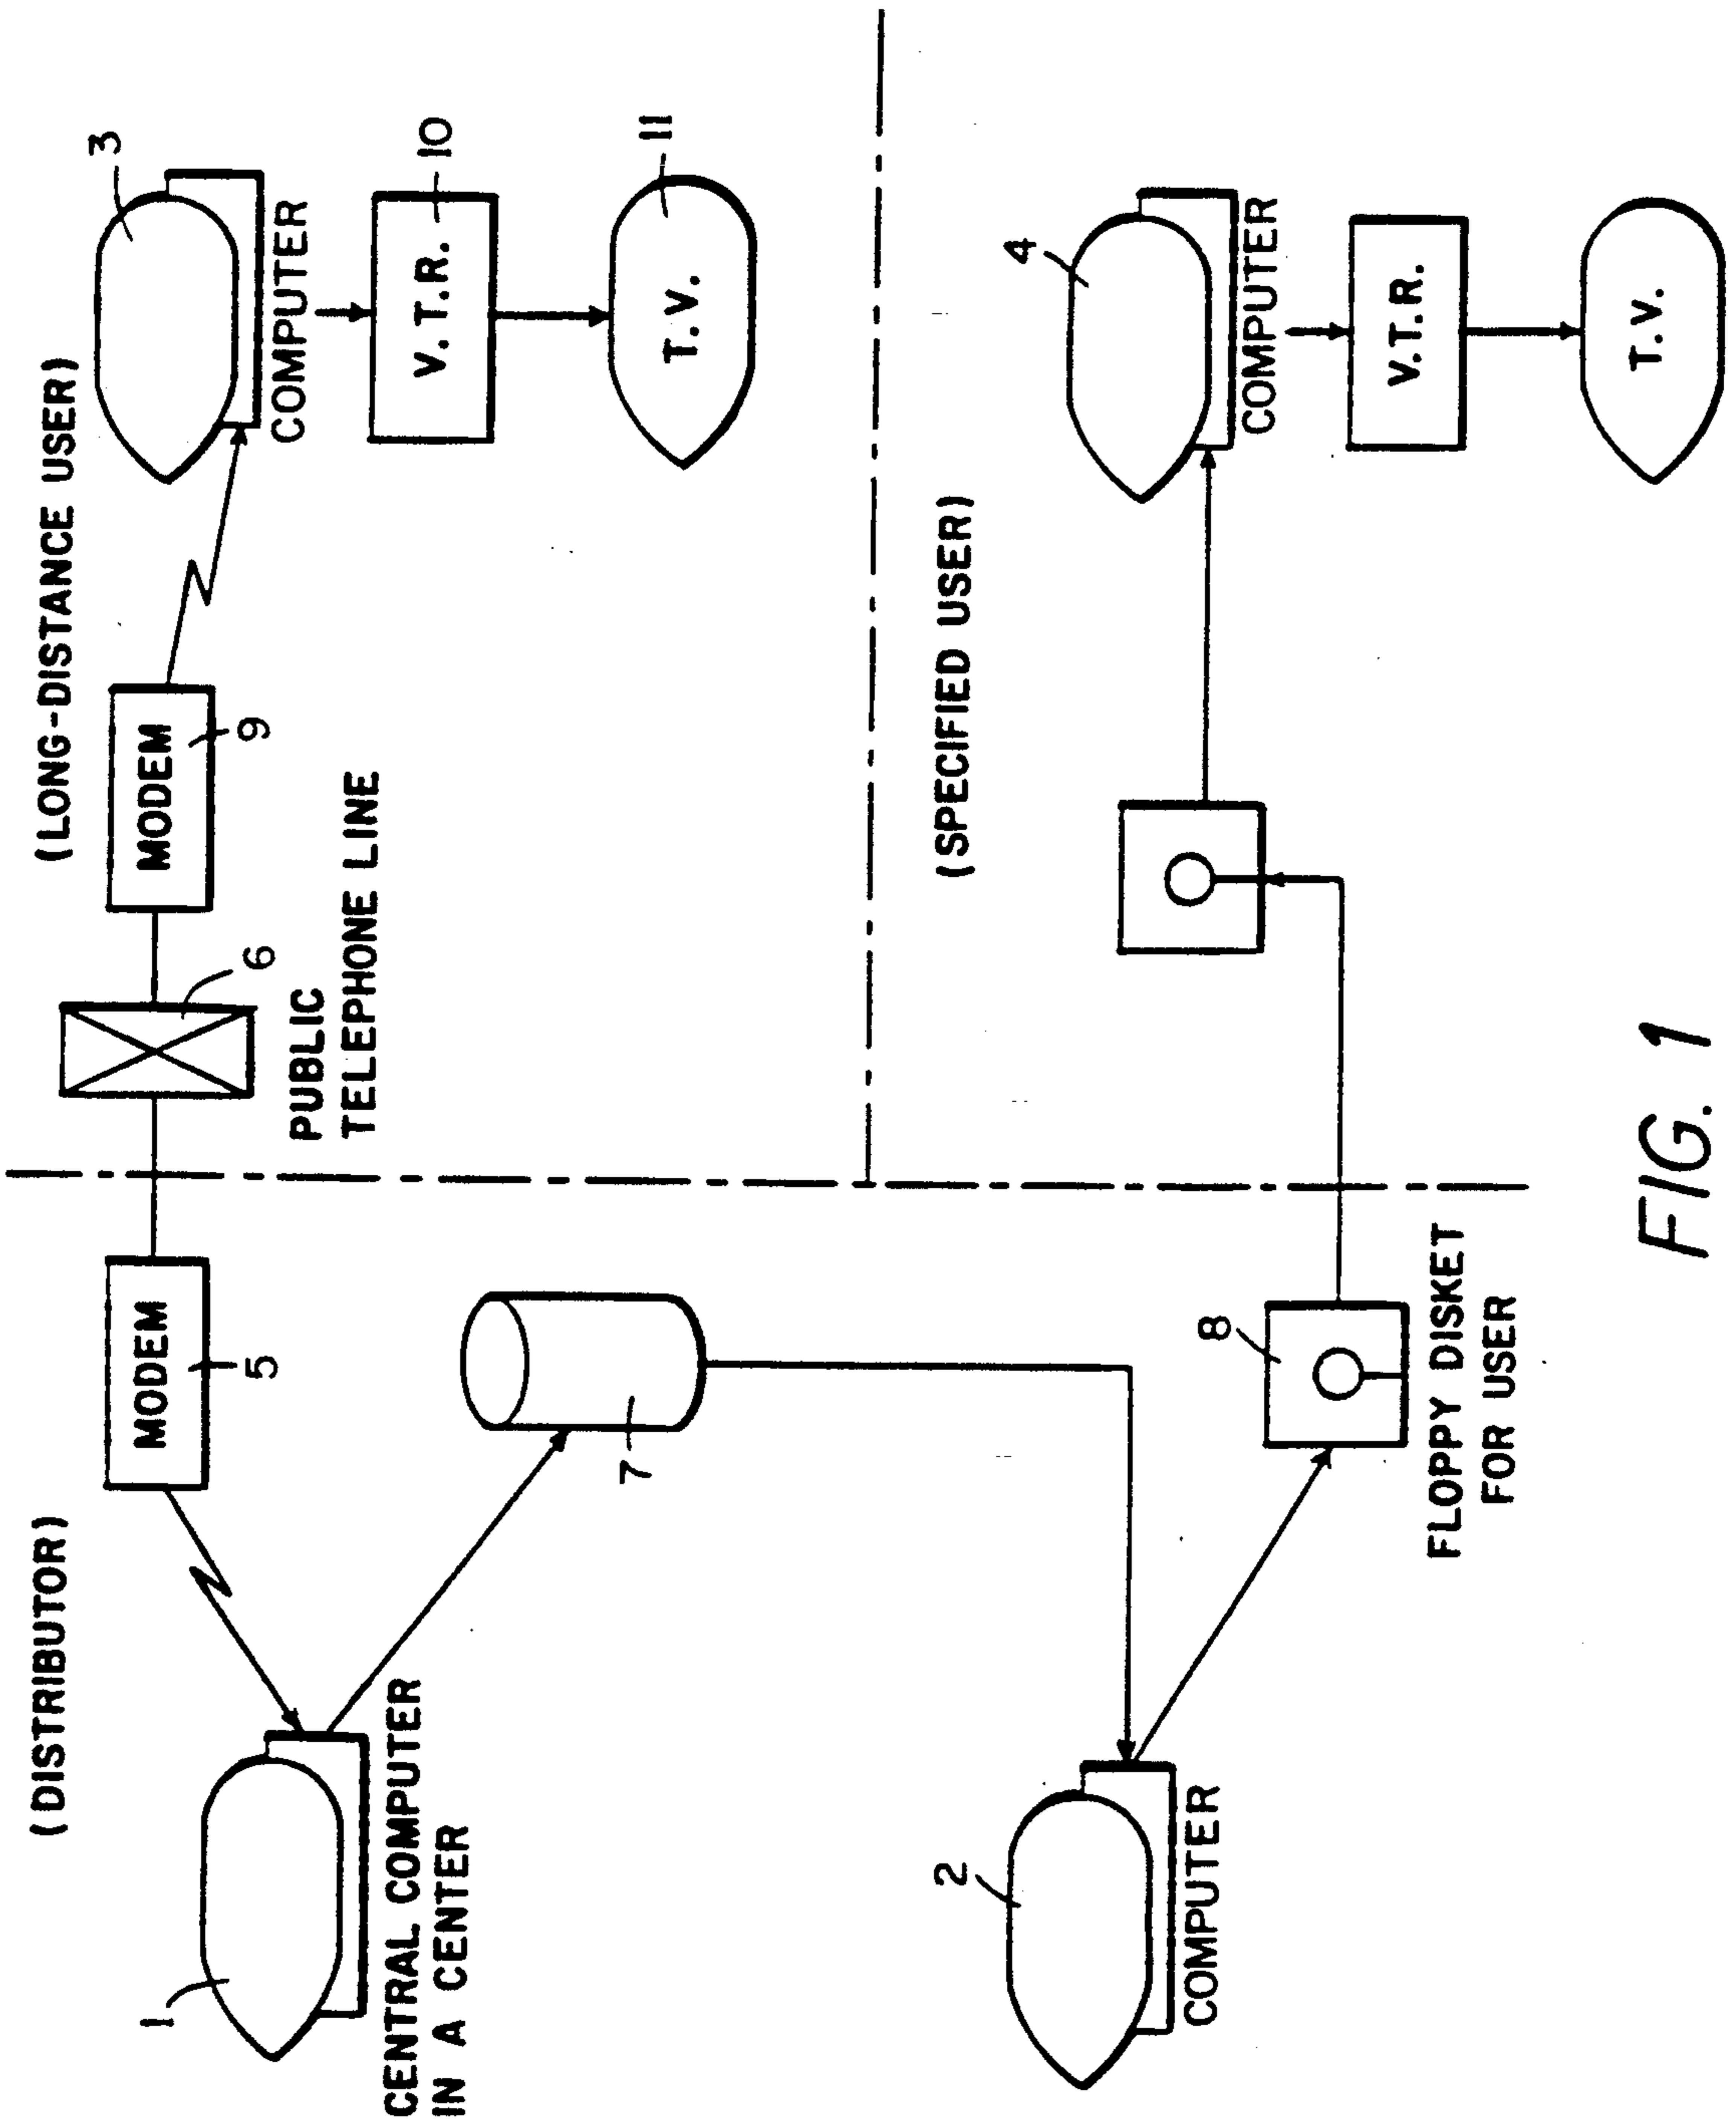 (DISTRIBUTOR)
(LONG-DISTANCE USER)
MODEM
5
6
PUBLIC
TELEPHONE LINE
MODEM
9
3
COMPUTER
V.T.R.
10
T.V.
11
1
CENTRAL COMPUTER
IN A CENTER
7
2
COMPUTER
8
FLOPPY DISKET
FOR USER
(SPECIFIED USER)
4
COMPUTER
V.T.R.
T.V.
FIG. 1